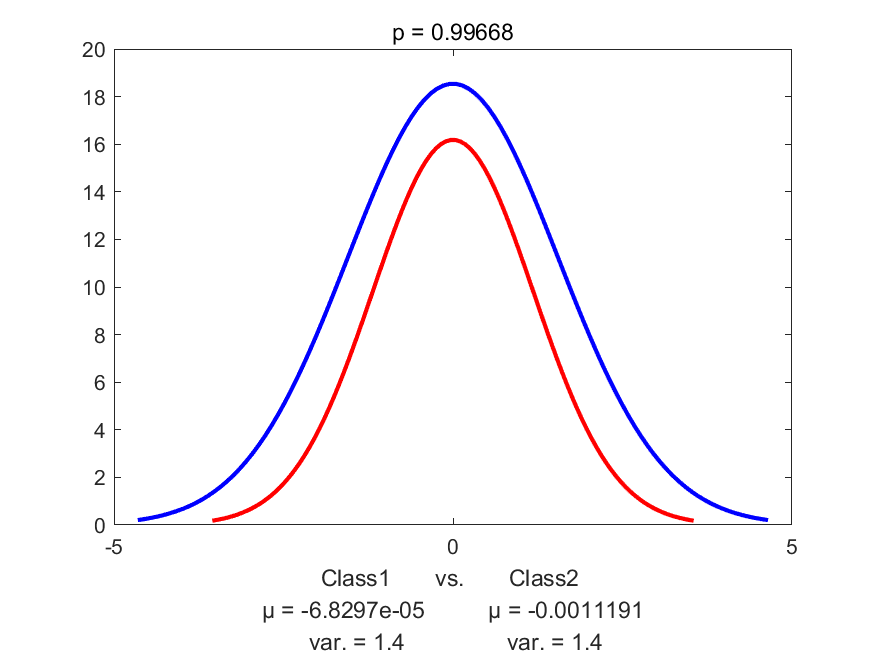 p = 0.99668
20
18
16
14
12
10
8
6
4
2
0
-5 0 5
Class1 vs. Class2
μ = -6.8297e-05 μ = -0.0011191
var. = 1.4 var. = 1.4